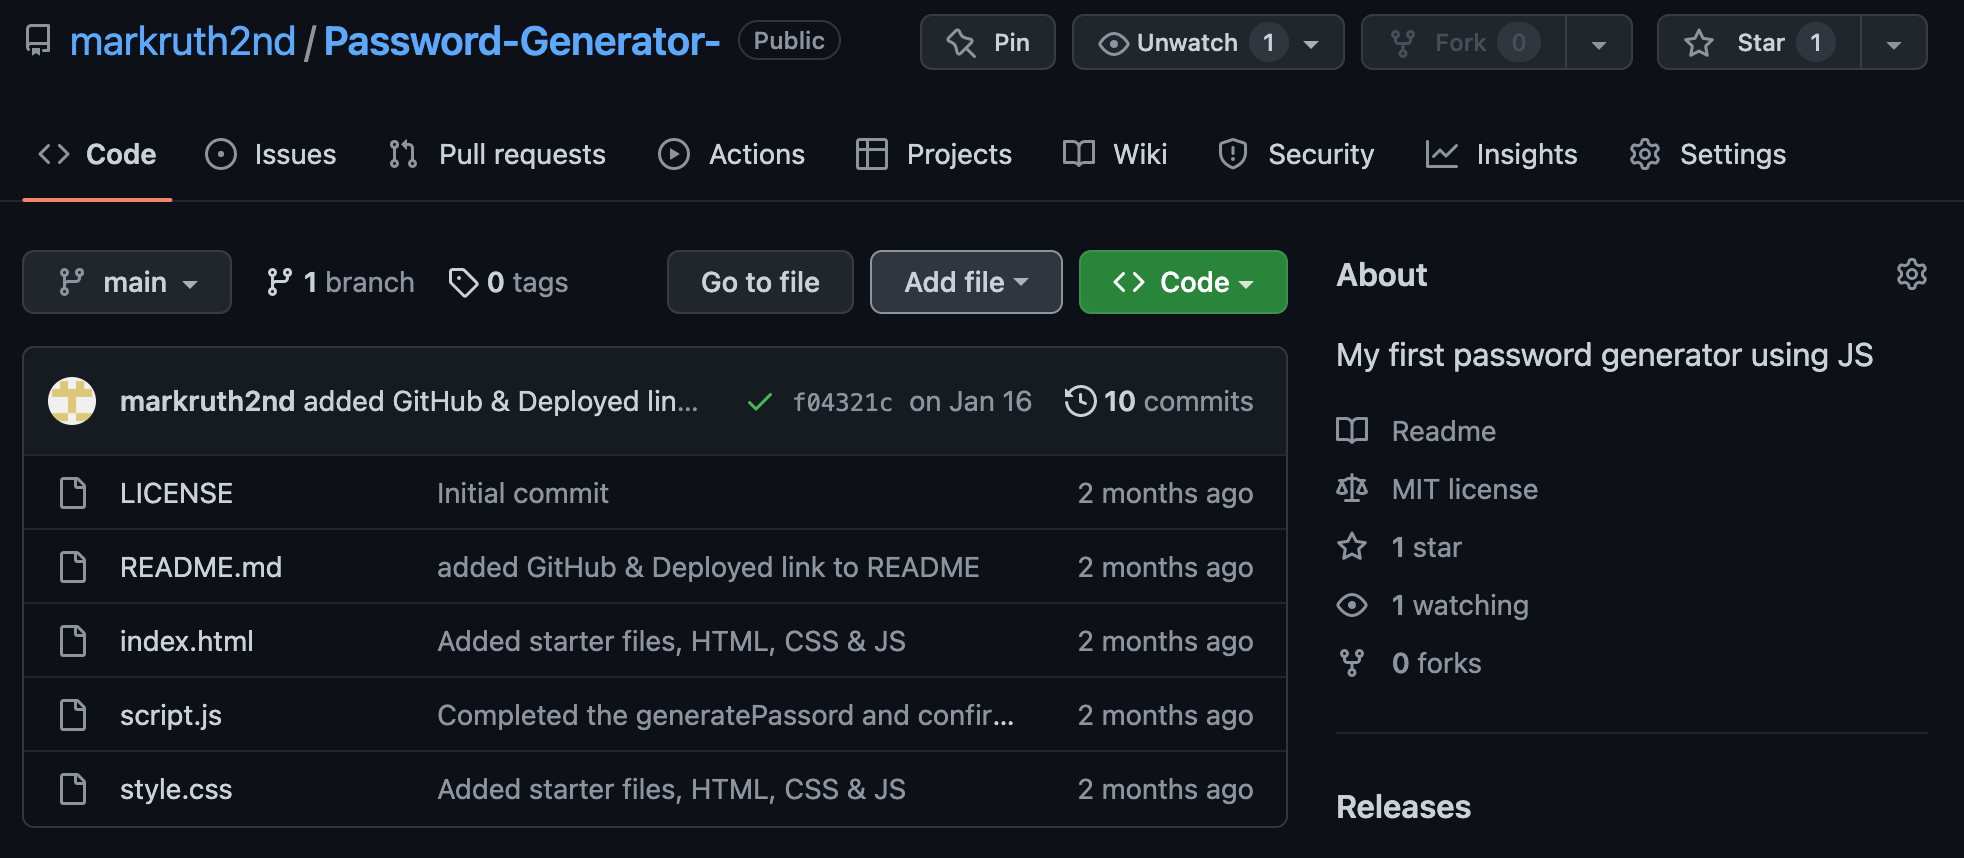 markruth2nd / Password-Generator- Public Pin Unwatch 1 Fork 0 Star 1
Code Issues Pull requests Actions Projects Wiki Security Insights Settings
main 1 branch 0 tags Go to file Add file Code
markruth2nd added GitHub & Deployed lin... f04321c on Jan 16 10 commits
LICENSE Initial commit 2 months ago
README.md added GitHub & Deployed link to README 2 months ago
index.html Added starter files, HTML, CSS & JS 2 months ago
script.js Completed the generatePassord and confir... 2 months ago
style.css Added starter files, HTML, CSS & JS 2 months ago
About
My first password generator using JS
Readme
MIT license
1 star
1 watching
0 forks
Releases